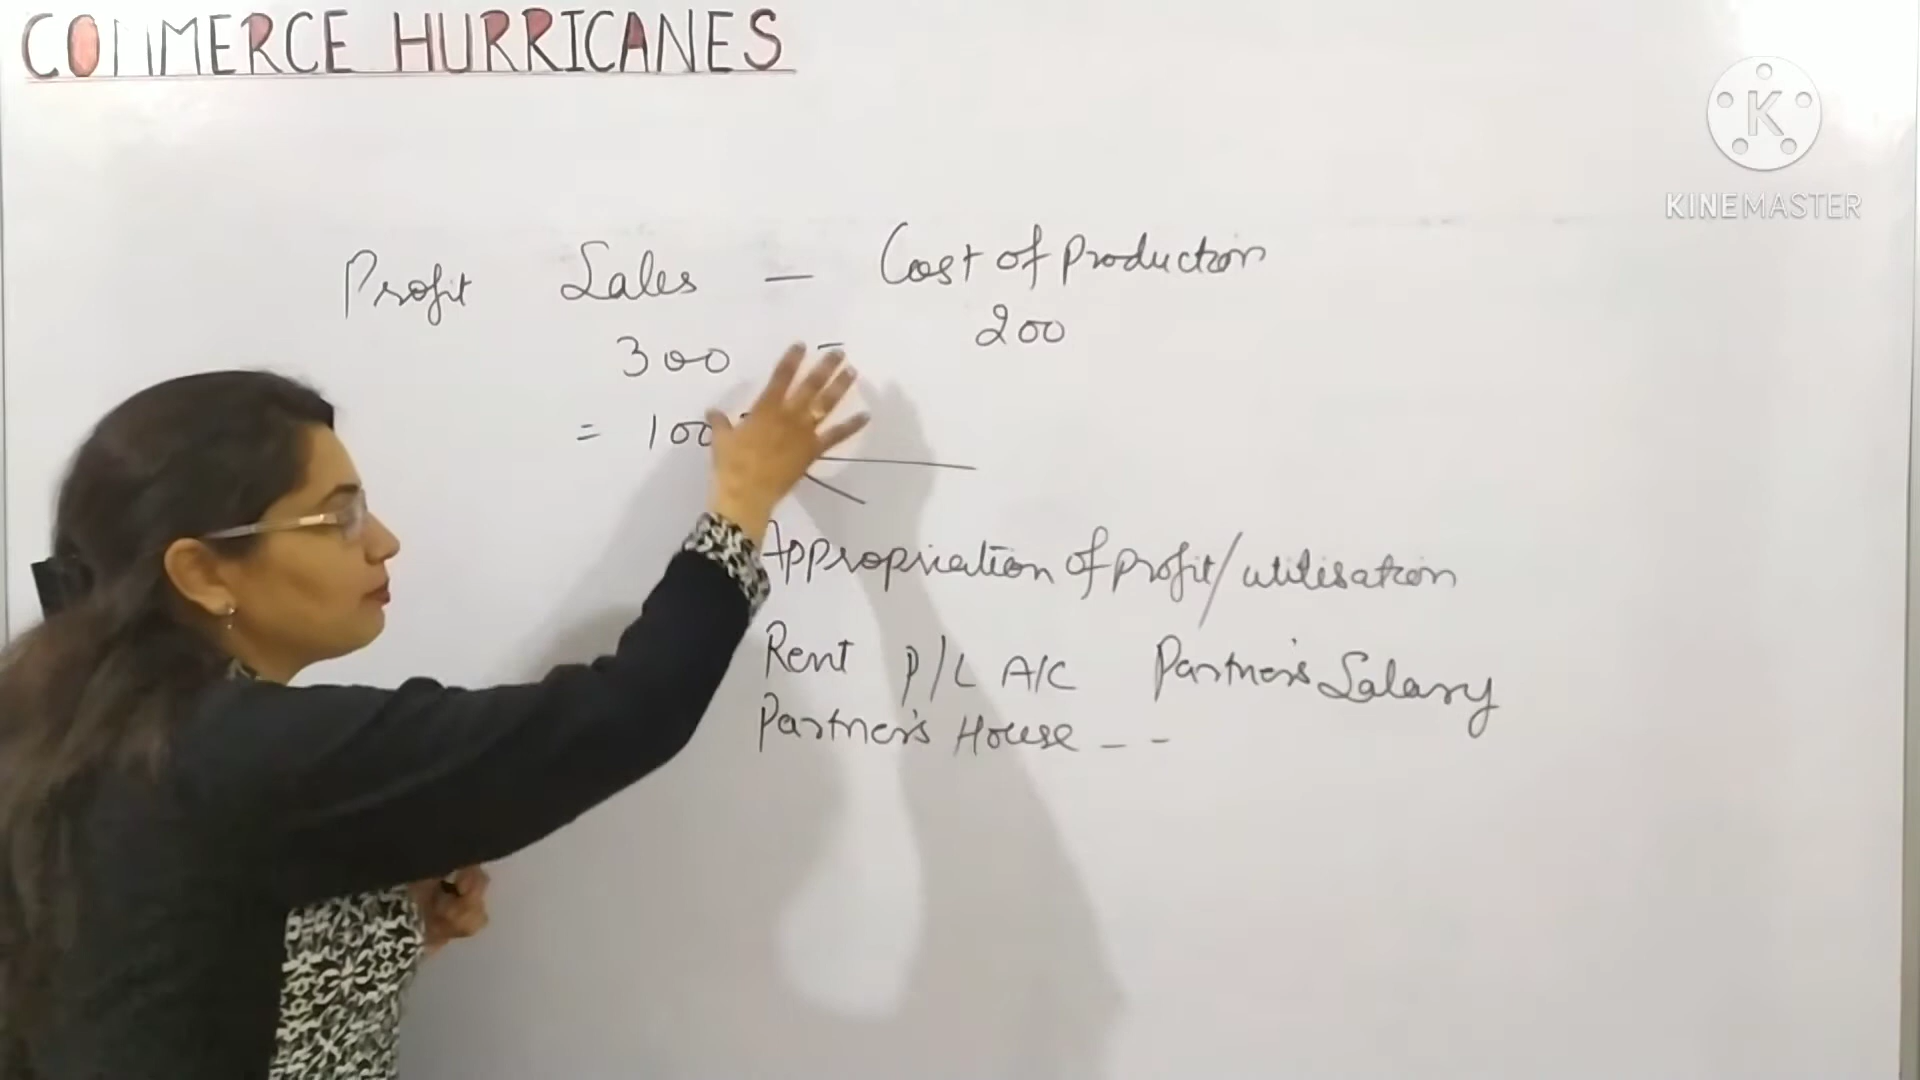 COMMERCE HURRICANES
K
KINEMASTER
Profit Sales - Cost of Production
300 - 200
= 100
Appropriation of profit/utilisation
Rent P/L A/C Partner's Salary
Partner's House - -